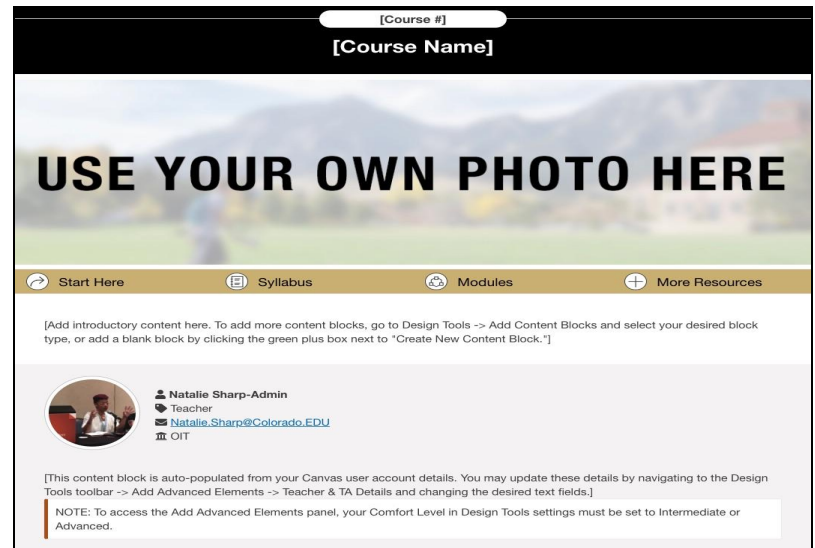 [Course #]
[Course Name]
USE YOUR OWN PHOTO HERE
Start Here
Syllabus
Modules
More Resources
[Add introductory content here. To add more content blocks, go to Design Tools -> Add Content Blocks and select your desired block
type, or add a blank block by clicking the green plus box next to "Create New Content Block."]
Natalie Sharp-Admin
Teacher
Natalie.Sharp@Colorado.EDU
OIT
[This content block is auto-populated from your Canvas user account details. You may update these details by navigating to the Design
Tools toolbar -> Add Advanced Elements -> Teacher & TA Details and changing the desired text fields.]
NOTE: To access the Add Advanced Elements panel, your Comfort Level in Design Tools settings must be set to Intermediate or
Advanced.